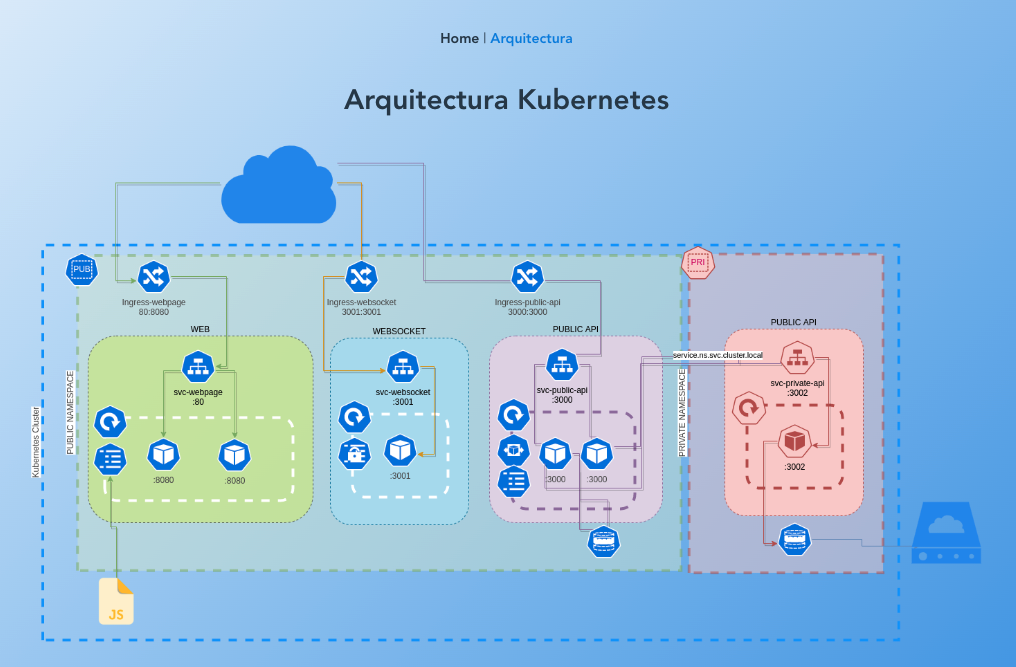 Home | Arquitectura
Arquitectura Kubernetes
PUB
PRI
Ingress-webpage
80:8080
Ingress-websocket
3001:3001
Ingress-public-api
3000:3000
WEB
WEBSOCKET
PUBLIC API
PUBLIC API
service.ns.svc.cluster.local
svc-webpage
:80
svc-websocket
:3001
svc-public-api
:3000
svc-private-api
:3002
Kubernetes Cluster
PUBLIC NAMESPACE
PRIVATE NAMESPACE
:8080
:8080
:3001
:3000
:3000
:3002
JS